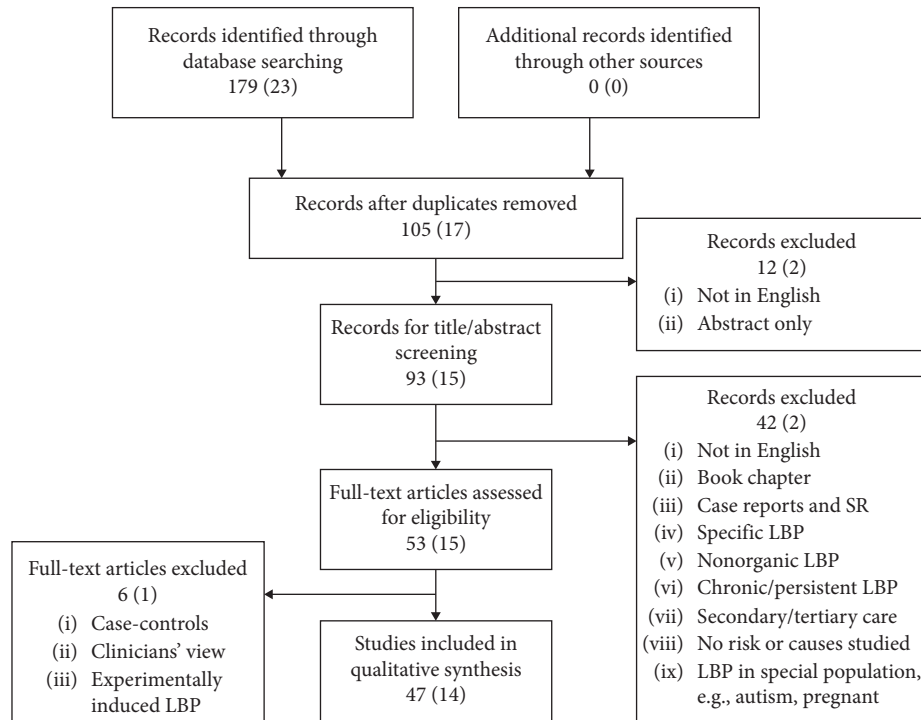 Records identified through
database searching
179 (23)
Additional records identified
through other sources
0 (0)
Records after duplicates removed
105 (17)
Records excluded
12 (2)
(i) Not in English
(ii) Abstract only
Records for title/abstract
screening
93 (15)
Records excluded
42 (2)
(i) Not in English
(ii) Book chapter
(iii) Case reports and SR
(iv) Specific LBP
(v) Nonorganic LBP
(vi) Chronic/persistent LBP
(vii) Secondary/tertiary care
(viii) No risk or causes studied
(ix) LBP in special population,
e.g., autism, pregnant
Full-text articles assessed
for eligibility
53 (15)
Full-text articles excluded
6 (1)
(i) Case-controls
(ii) Clinicians’ view
(iii) Experimentally
induced LBP
Studies included in
qualitative synthesis
47 (14)